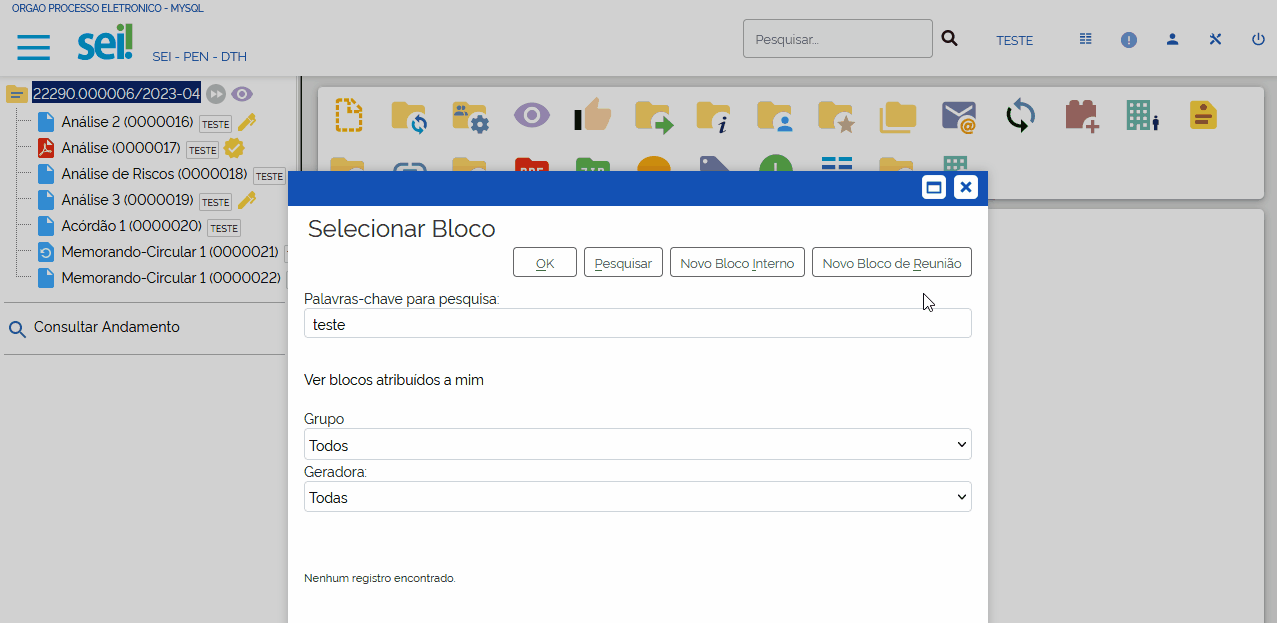 ORGAO PROCESSO ELETRONICO - MYSQL
sei!
SEI - PEN - DTH
Pesquisar...
TESTE
22290.000006/2023-04
Análise 2 (0000016) TESTE
Análise (0000017) TESTE
Análise de Riscos (0000018) TESTE
Análise 3 (0000019) TESTE
Acórdão 1 (0000020) TESTE
Memorando-Circular 1 (0000021)
Memorando-Circular 1 (0000022)
Consultar Andamento
Selecionar Bloco
OK Pesquisar Novo Bloco Interno Novo Bloco de Reunião
Palavras-chave para pesquisa:
teste
Ver blocos atribuídos a mim
Grupo
Todos
Geradora:
Todas
Nenhum registro encontrado.